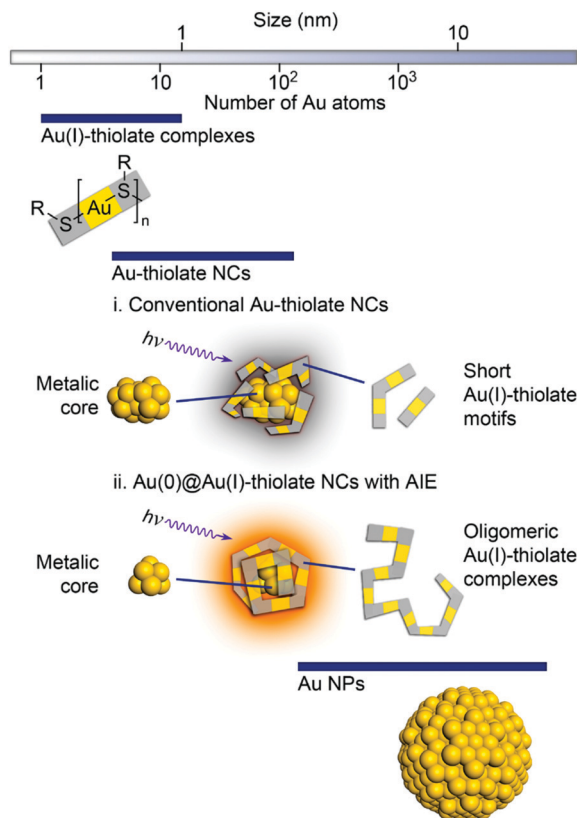 Size (nm)
1 10
1 10 10² 10³
Number of Au atoms
Au(I)-thiolate complexes
R
R
S Au S
n
Au-thiolate NCs
i. Conventional Au-thiolate NCs
hν
Metalic
core
Short
Au(I)-thiolate
motifs
ii. Au(0)@Au(I)-thiolate NCs with AIE
hν
Metalic
core
Oligomeric
Au(I)-thiolate
complexes
Au NPs